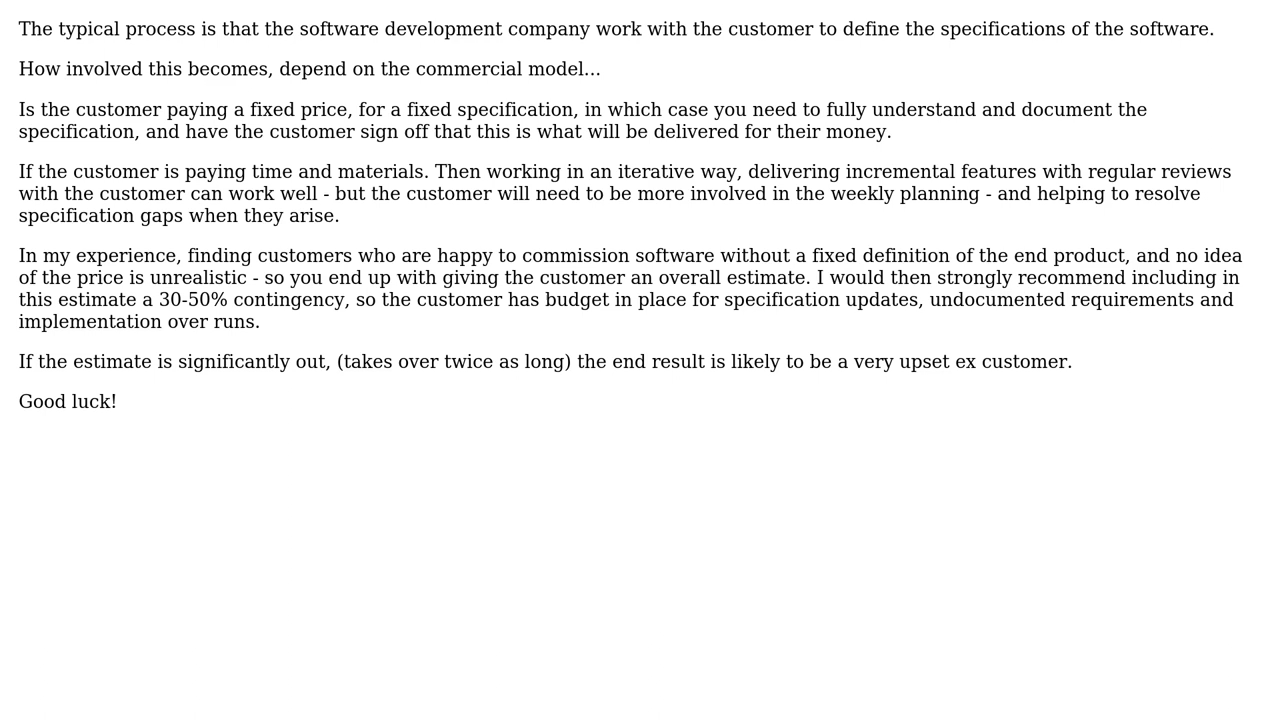 The typical process is that the software development company work with the customer to define the specifications of the software.
How involved this becomes, depend on the commercial model...
Is the customer paying a fixed price, for a fixed specification, in which case you need to fully understand and document the
specification, and have the customer sign off that this is what will be delivered for their money.
If the customer is paying time and materials. Then working in an iterative way, delivering incremental features with regular reviews
with the customer can work well - but the customer will need to be more involved in the weekly planning - and helping to resolve
specification gaps when they arise.
In my experience, finding customers who are happy to commission software without a fixed definition of the end product, and no idea
of the price is unrealistic - so you end up with giving the customer an overall estimate. I would then strongly recommend including in
this estimate a 30-50% contingency, so the customer has budget in place for specification updates, undocumented requirements and
implementation over runs.
If the estimate is significantly out, (takes over twice as long) the end result is likely to be a very upset ex customer.
Good luck!